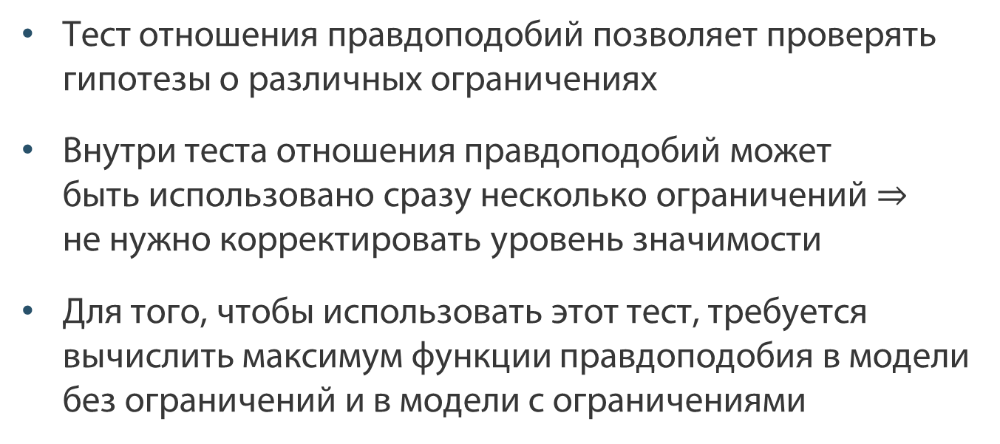 • Тест отношения правдоподобий позволяет проверять
гипотезы о различных ограничениях
• Внутри теста отношения правдоподобий может
быть использовано сразу несколько ограничений ⇒
не нужно корректировать уровень значимости
• Для того, чтобы использовать этот тест, требуется
вычислить максимум функции правдоподобия в модели
без ограничений и в модели с ограничениями